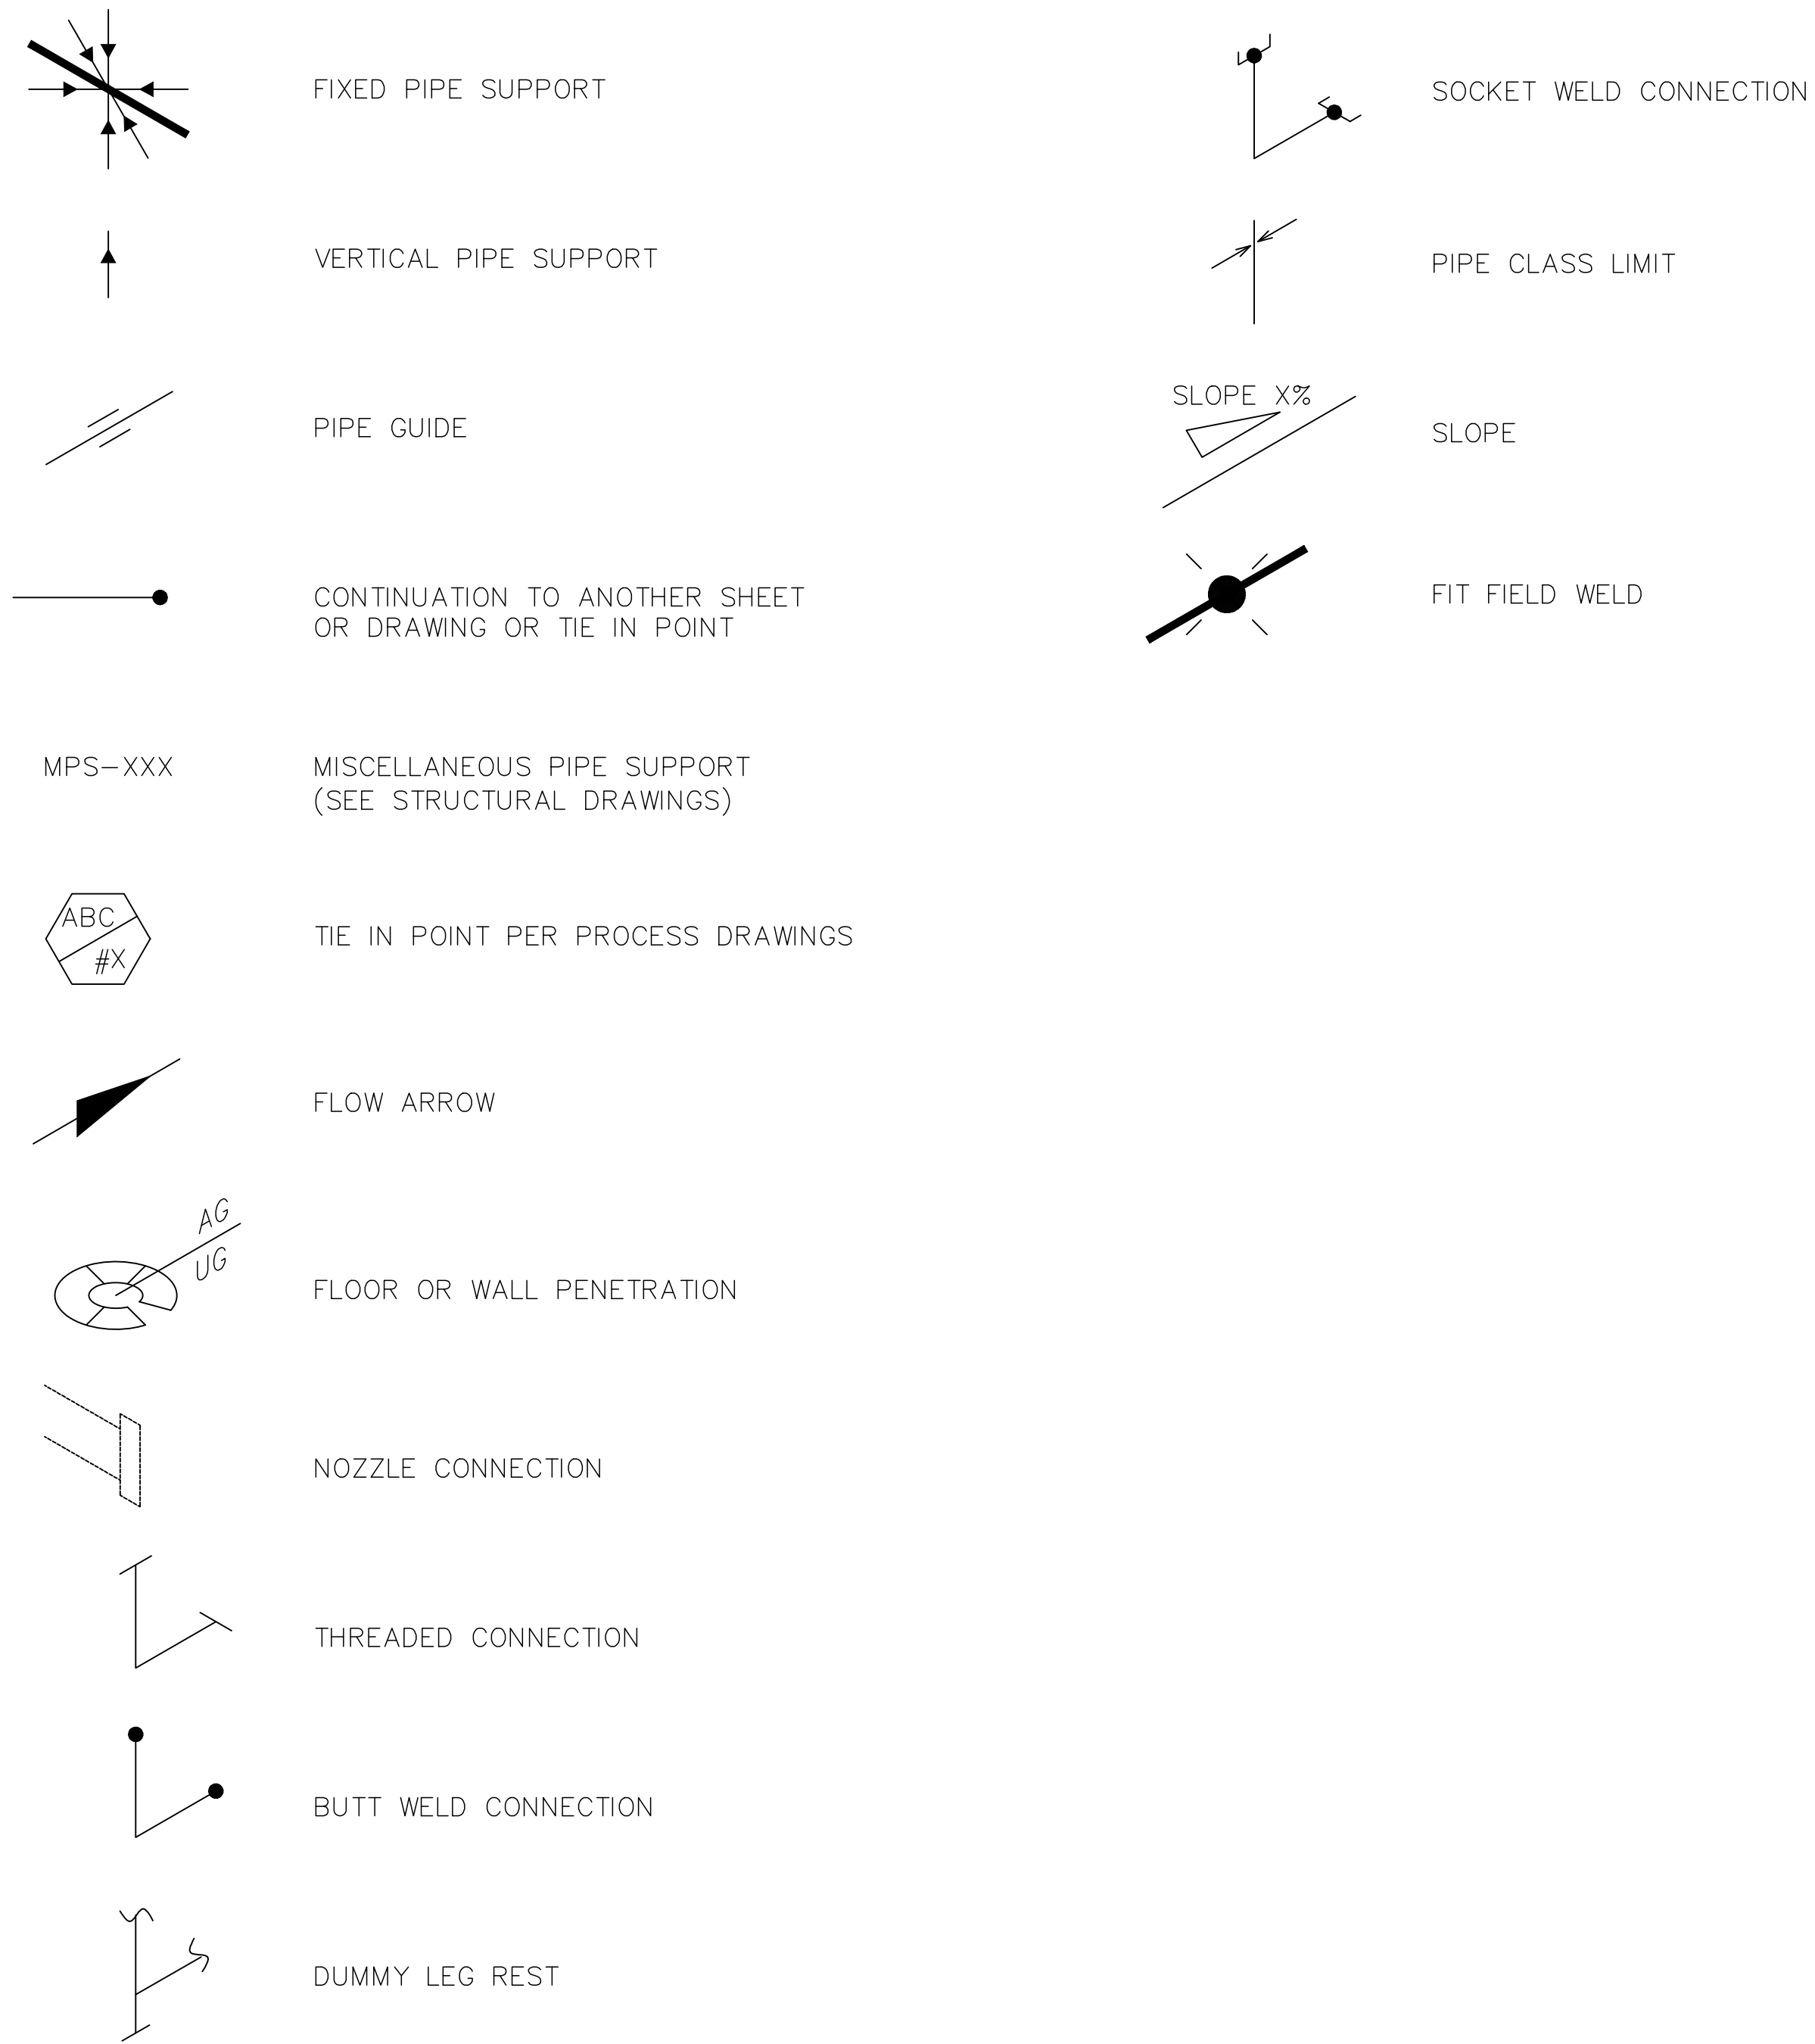 FIXED PIPE SUPPORT
VERTICAL PIPE SUPPORT
PIPE GUIDE
CONTINUATION TO ANOTHER SHEET
OR DRAWING OR TIE IN POINT
MPS-XXX
MISCELLANEOUS PIPE SUPPORT
(SEE STRUCTURAL DRAWINGS)
ABC
#X
TIE IN POINT PER PROCESS DRAWINGS
FLOW ARROW
AG
UG
FLOOR OR WALL PENETRATION
NOZZLE CONNECTION
THREADED CONNECTION
BUTT WELD CONNECTION
DUMMY LEG REST
SOCKET WELD CONNECTION
PIPE CLASS LIMIT
SLOPE X%
SLOPE
FIT FIELD WELD